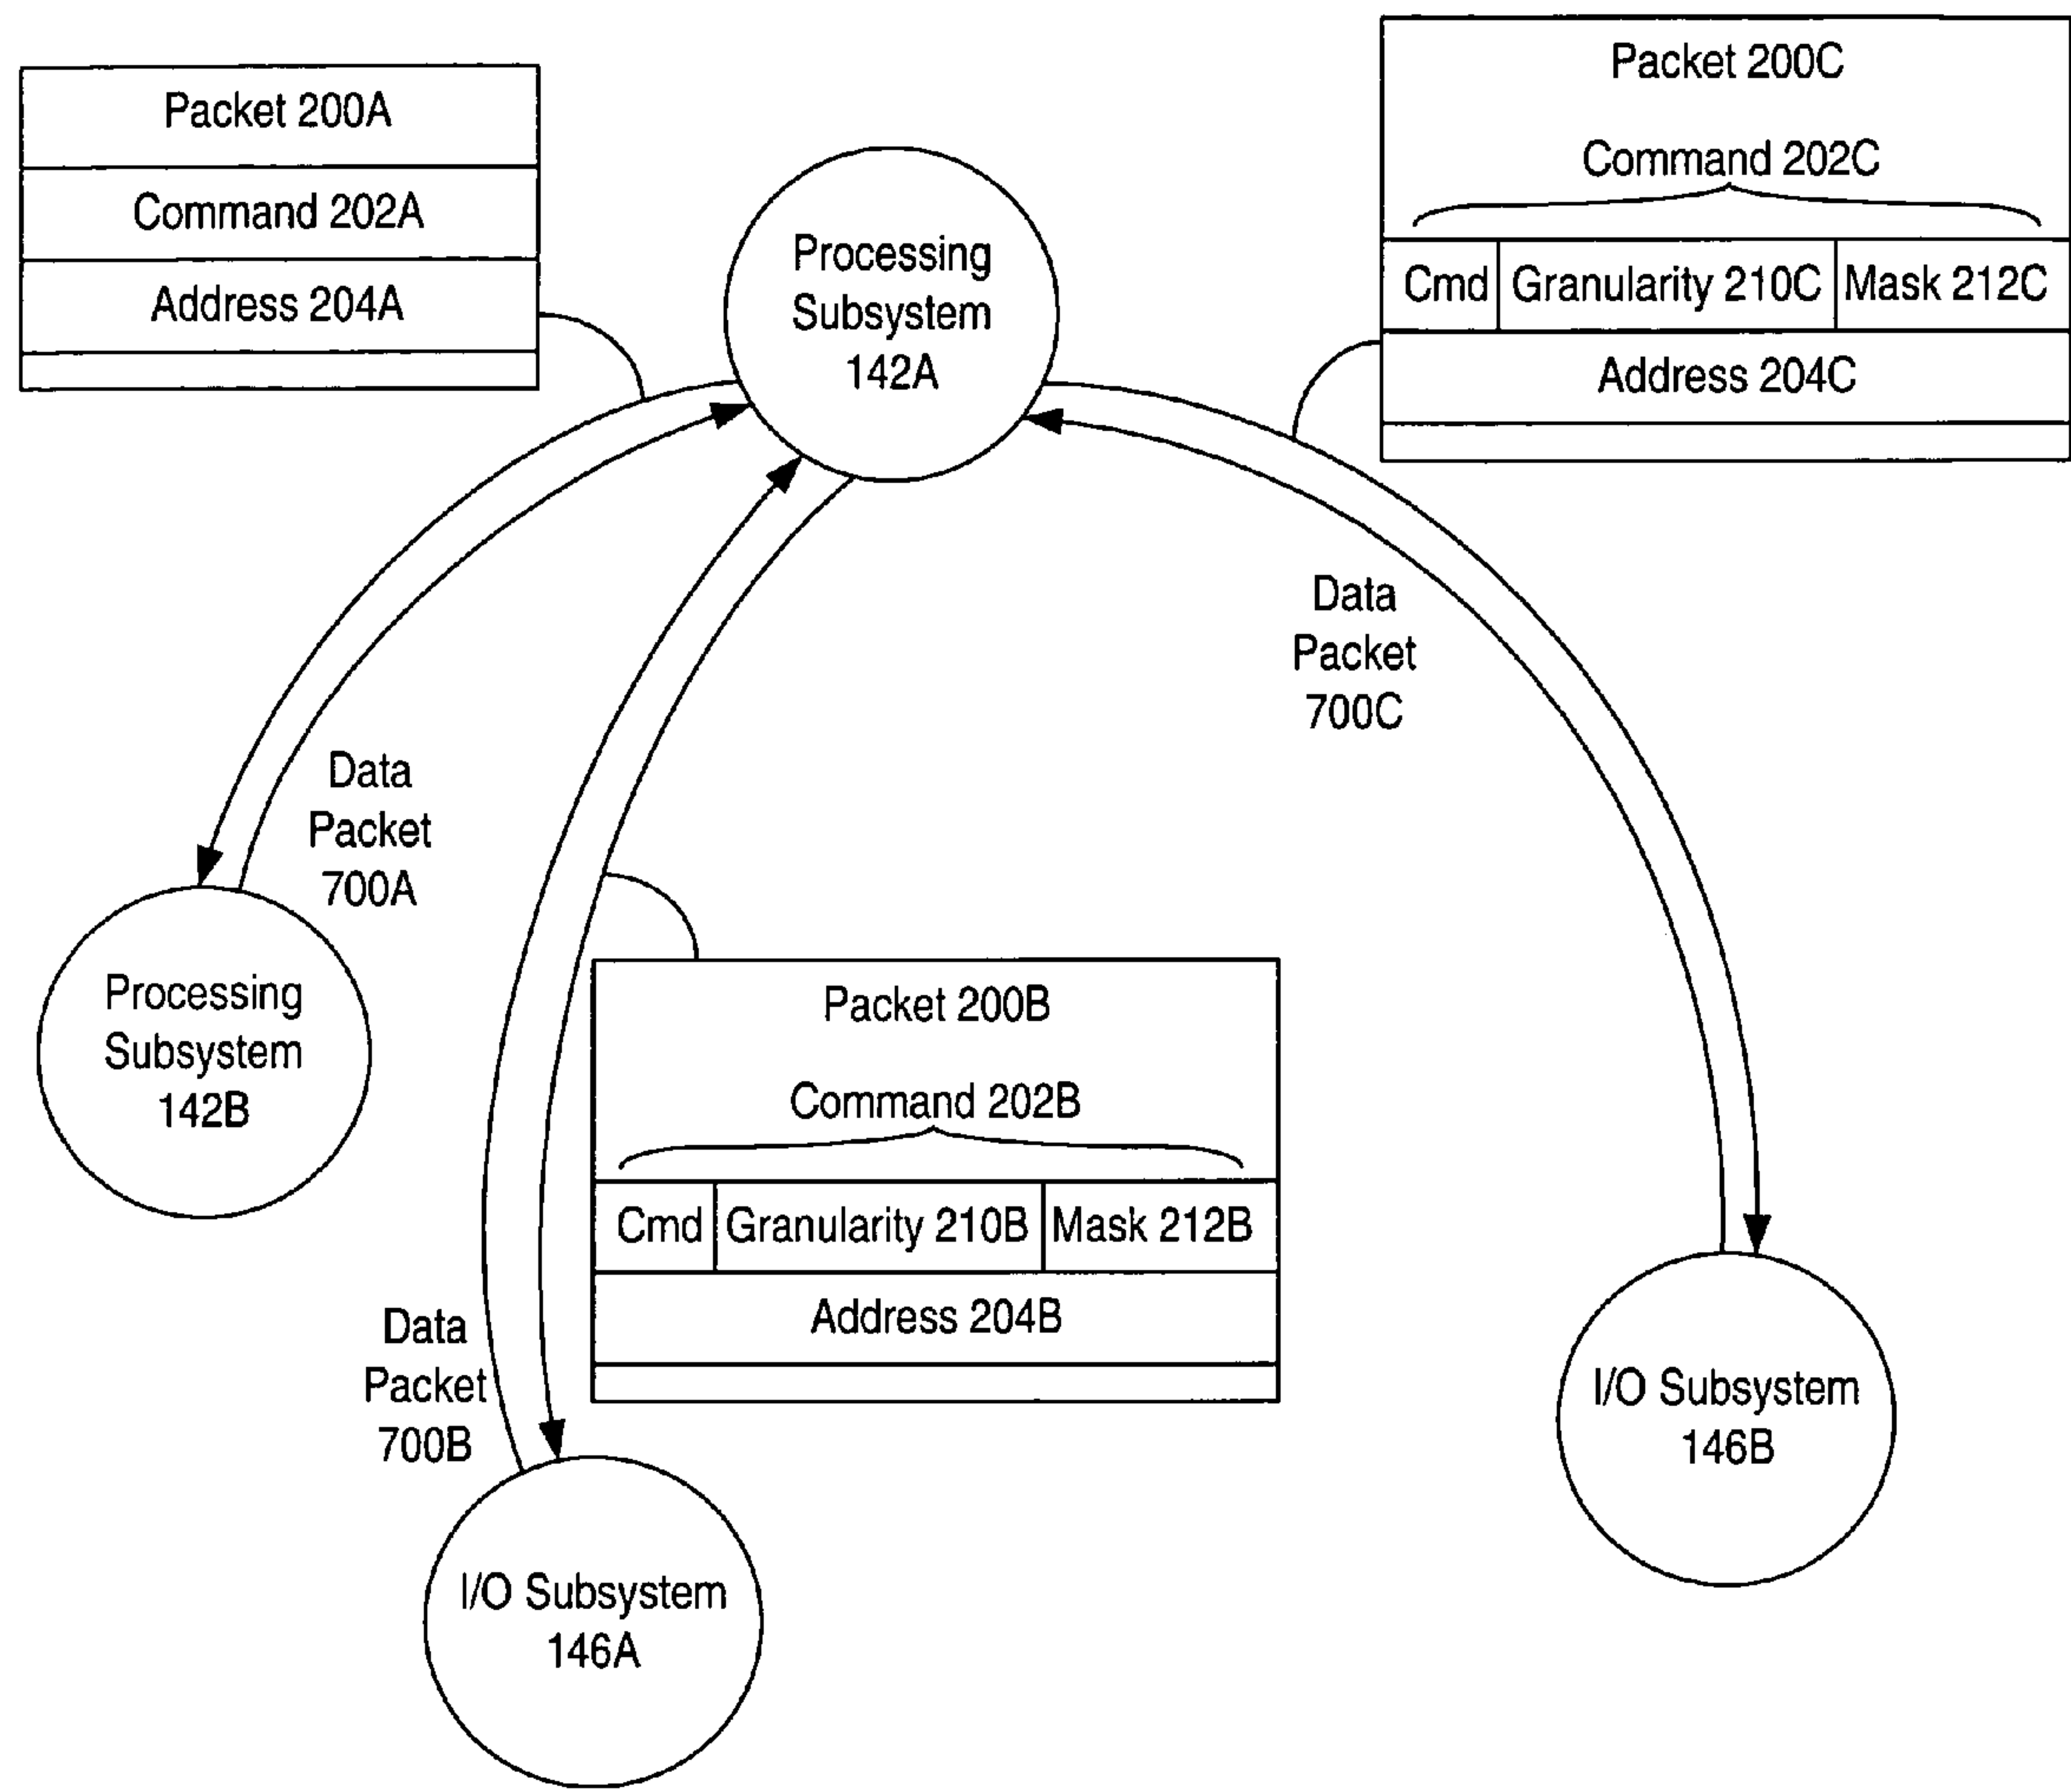 Packet 200A
Command 202A
Address 204A
Processing
Subsystem
142A
Packet 200C
Command 202C
Cmd Granularity 210C Mask 212C
Address 204C
Data
Packet
700C
Data
Packet
700A
Processing
Subsystem
142B
Packet 200B
Command 202B
Cmd Granularity 210B Mask 212B
Address 204B
Data
Packet
700B
I/O Subsystem
146B
I/O Subsystem
146A